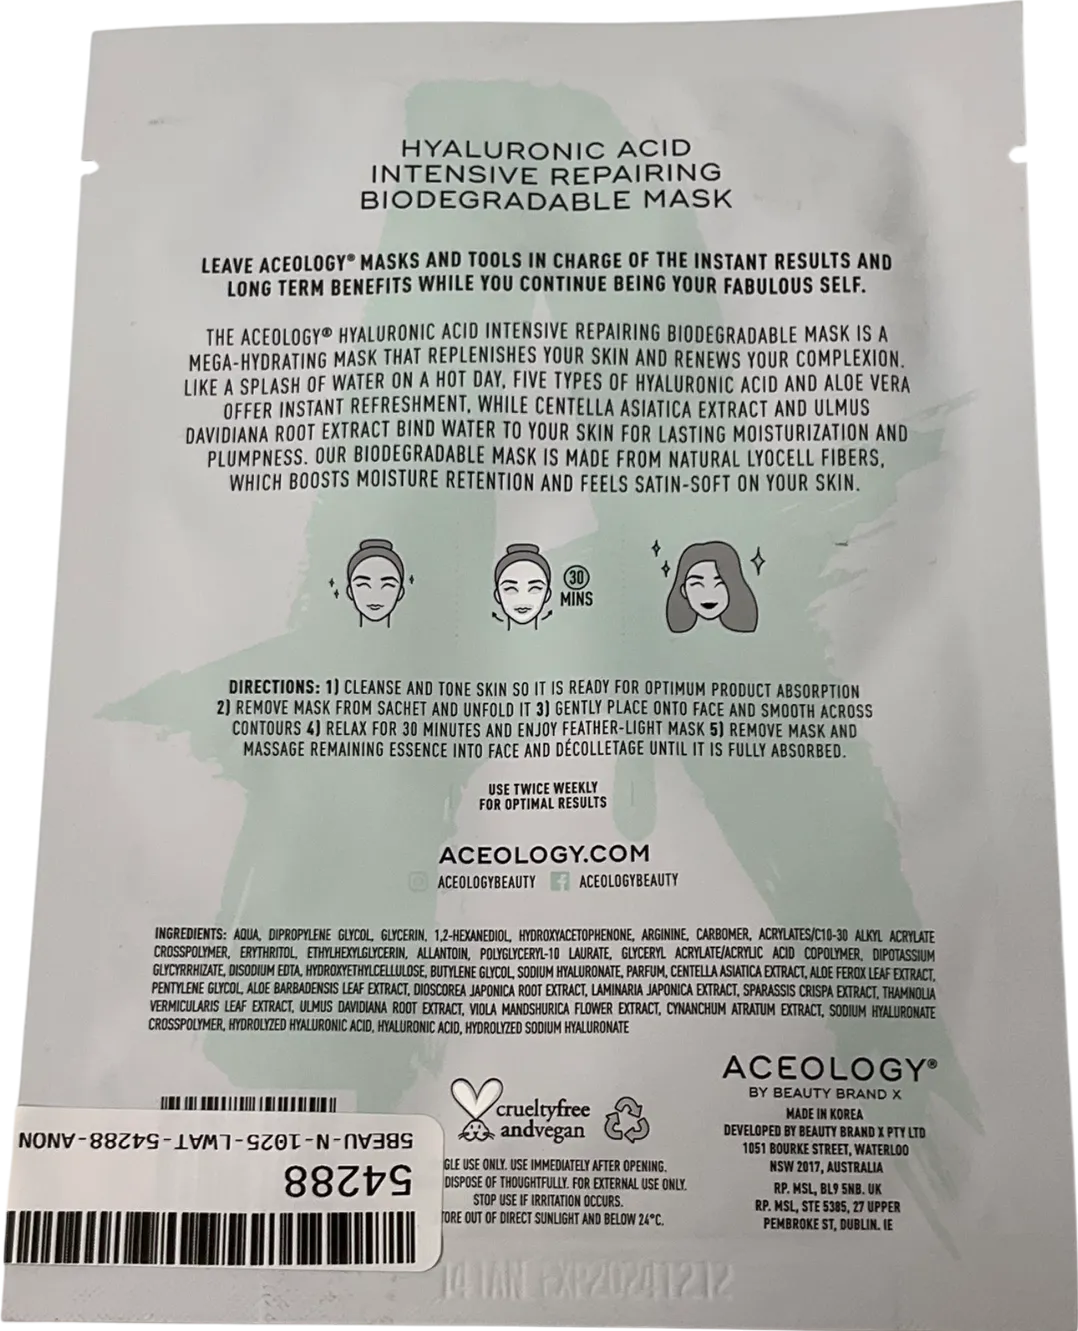 HYALURONIC ACID
INTENSIVE REPAIRING
BIODEGRADABLE MASK
LEAVE ACEOLOGY® MASKS AND TOOLS IN CHARGE OF THE INSTANT RESULTS AND
LONG TERM BENEFITS WHILE YOU CONTINUE BEING YOUR FABULOUS SELF.
THE ACEOLOGY® HYALURONIC ACID INTENSIVE REPAIRING BIODEGRADABLE MASK IS A
MEGA-HYDRATING MASK THAT REPLENISHES YOUR SKIN AND RENEWS YOUR COMPLEXION.
LIKE A SPLASH OF WATER ON A HOT DAY, FIVE TYPES OF HYALURONIC ACID AND ALOE VERA
OFFER INSTANT REFRESHMENT, WHILE CENTELLA ASIATICA EXTRACT AND ULMUS
DAVIDIANA ROOT EXTRACT BIND WATER TO YOUR SKIN FOR LASTING MOISTURIZATION AND
PLUMPNESS. OUR BIODEGRADABLE MASK IS MADE FROM NATURAL LYOCELL FIBERS,
WHICH BOOSTS MOISTURE RETENTION AND FEELS SATIN-SOFT ON YOUR SKIN.
30
MINS
DIRECTIONS: 1) CLEANSE AND TONE SKIN SO IT IS READY FOR OPTIMUM PRODUCT ABSORPTION
2) REMOVE MASK FROM SACHET AND UNFOLD IT 3) GENTLY PLACE ONTO FACE AND SMOOTH ACROSS
CONTOURS 4) RELAX FOR 30 MINUTES AND ENJOY FEATHER-LIGHT MASK 5) REMOVE MASK AND
MASSAGE REMAINING ESSENCE INTO FACE AND DÉCOLLETAGE UNTIL IT IS FULLY ABSORBED.
USE TWICE WEEKLY
FOR OPTIMAL RESULTS
ACEOLOGY.COM
ACEOLOGYBEAUTY ACEOLOGYBEAUTY
INGREDIENTS: AQUA, DIPROPYLENE GLYCOL, GLYCERIN, 1,2-HEXANEDIOL, HYDROXYACETOPHENONE, ARGININE, CARBOMER, ACRYLATES/C10-30 ALKYL ACRYLATE
CROSSPOLYMER, ERYTHRITOL, ETHYLHEXYLGLYCERIN, ALLANTOIN, POLYGLYCERYL-10 LAURATE, GLYCERYL ACRYLATE/ACRYLIC ACID COPOLYMER, DIPOTASSIUM
GLYCYRRHIZATE, DISODIUM EDTA, HYDROXYETHYLCELLULOSE, BUTYLENE GLYCOL, SODIUM HYALURONATE, PARFUM, CENTELLA ASIATICA EXTRACT, ALOE FEROX LEAF EXTRACT,
PENTYLENE GLYCOL, ALOE BARBADENSIS LEAF EXTRACT, DIOSCOREA JAPONICA ROOT EXTRACT, LAMINARIA JAPONICA EXTRACT, SPARASSIS CRISPA EXTRACT, THAMNOLIA
VERMICULARIS LEAF EXTRACT, ULMUS DAVIDIANA ROOT EXTRACT, VIOLA MANDSHURICA FLOWER EXTRACT, CYNANCHUM ATRATUM EXTRACT, SODIUM HYALURONATE
CROSSPOLYMER, HYDROLYZED HYALURONIC ACID, HYALURONIC ACID, HYDROLYZED SODIUM HYALURONATE
crueltyfree
andvegan
GLE USE ONLY. USE IMMEDIATELY AFTER OPENING.
DISPOSE OF THOUGHTFULLY. FOR EXTERNAL USE ONLY.
STOP USE IF IRRITATION OCCURS.
ORE OUT OF DIRECT SUNLIGHT AND BELOW 24°C.
ACEOLOGY®
BY BEAUTY BRAND X
MADE IN KOREA
DEVELOPED BY BEAUTY BRAND X PTY LTD
1051 BOURKE STREET, WATERLOO
NSW 2017, AUSTRALIA
RP. MSL, BL9 5NB. UK
RP. MSL, STE 5385, 27 UPPER
PEMBROKE ST, DUBLIN. IE
5BEAU-N-1025-LWAT-54288-ANON
54288